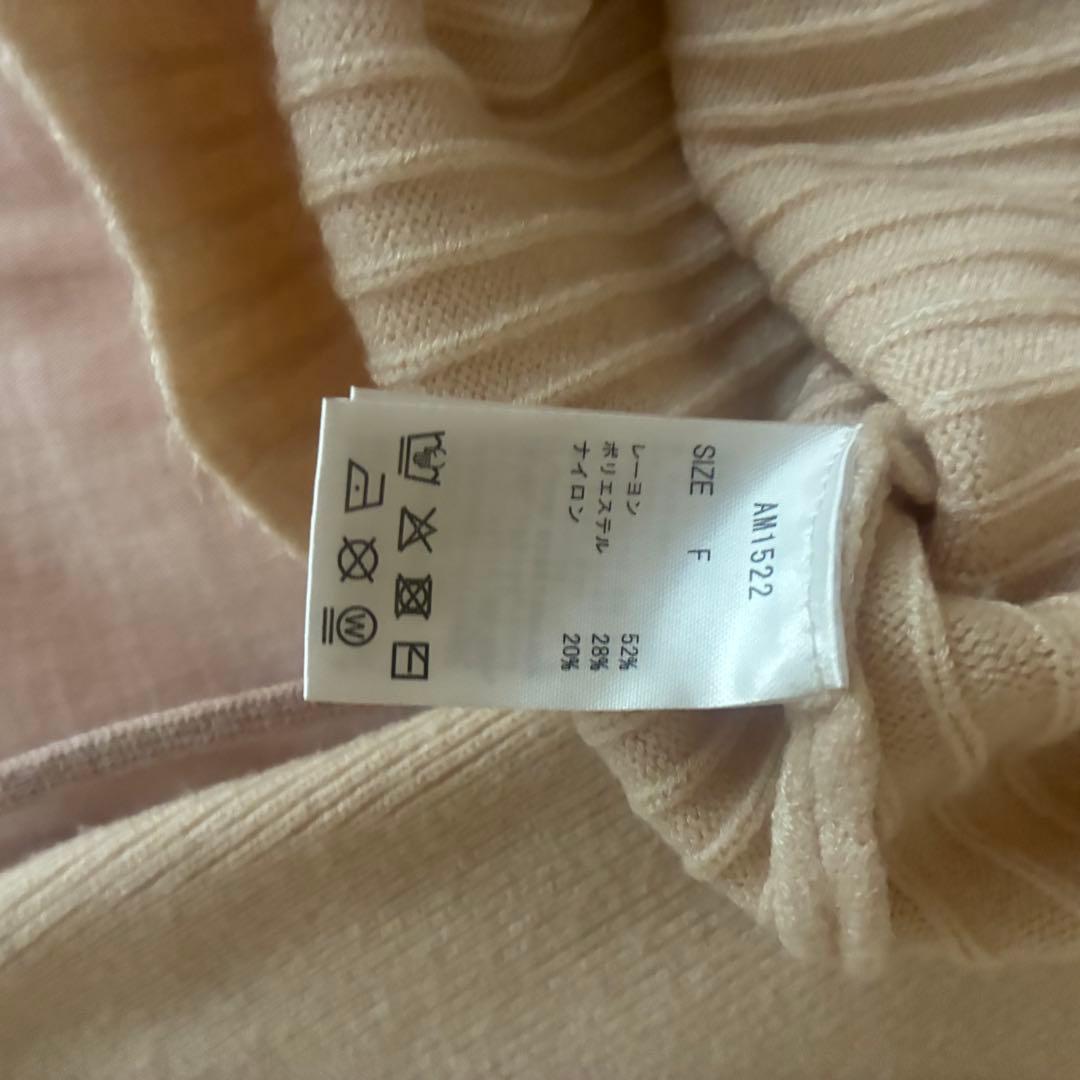 AM1522
SIZE F
レーヨン 52%
ポリエステル 28%
ナイロン 20%
W